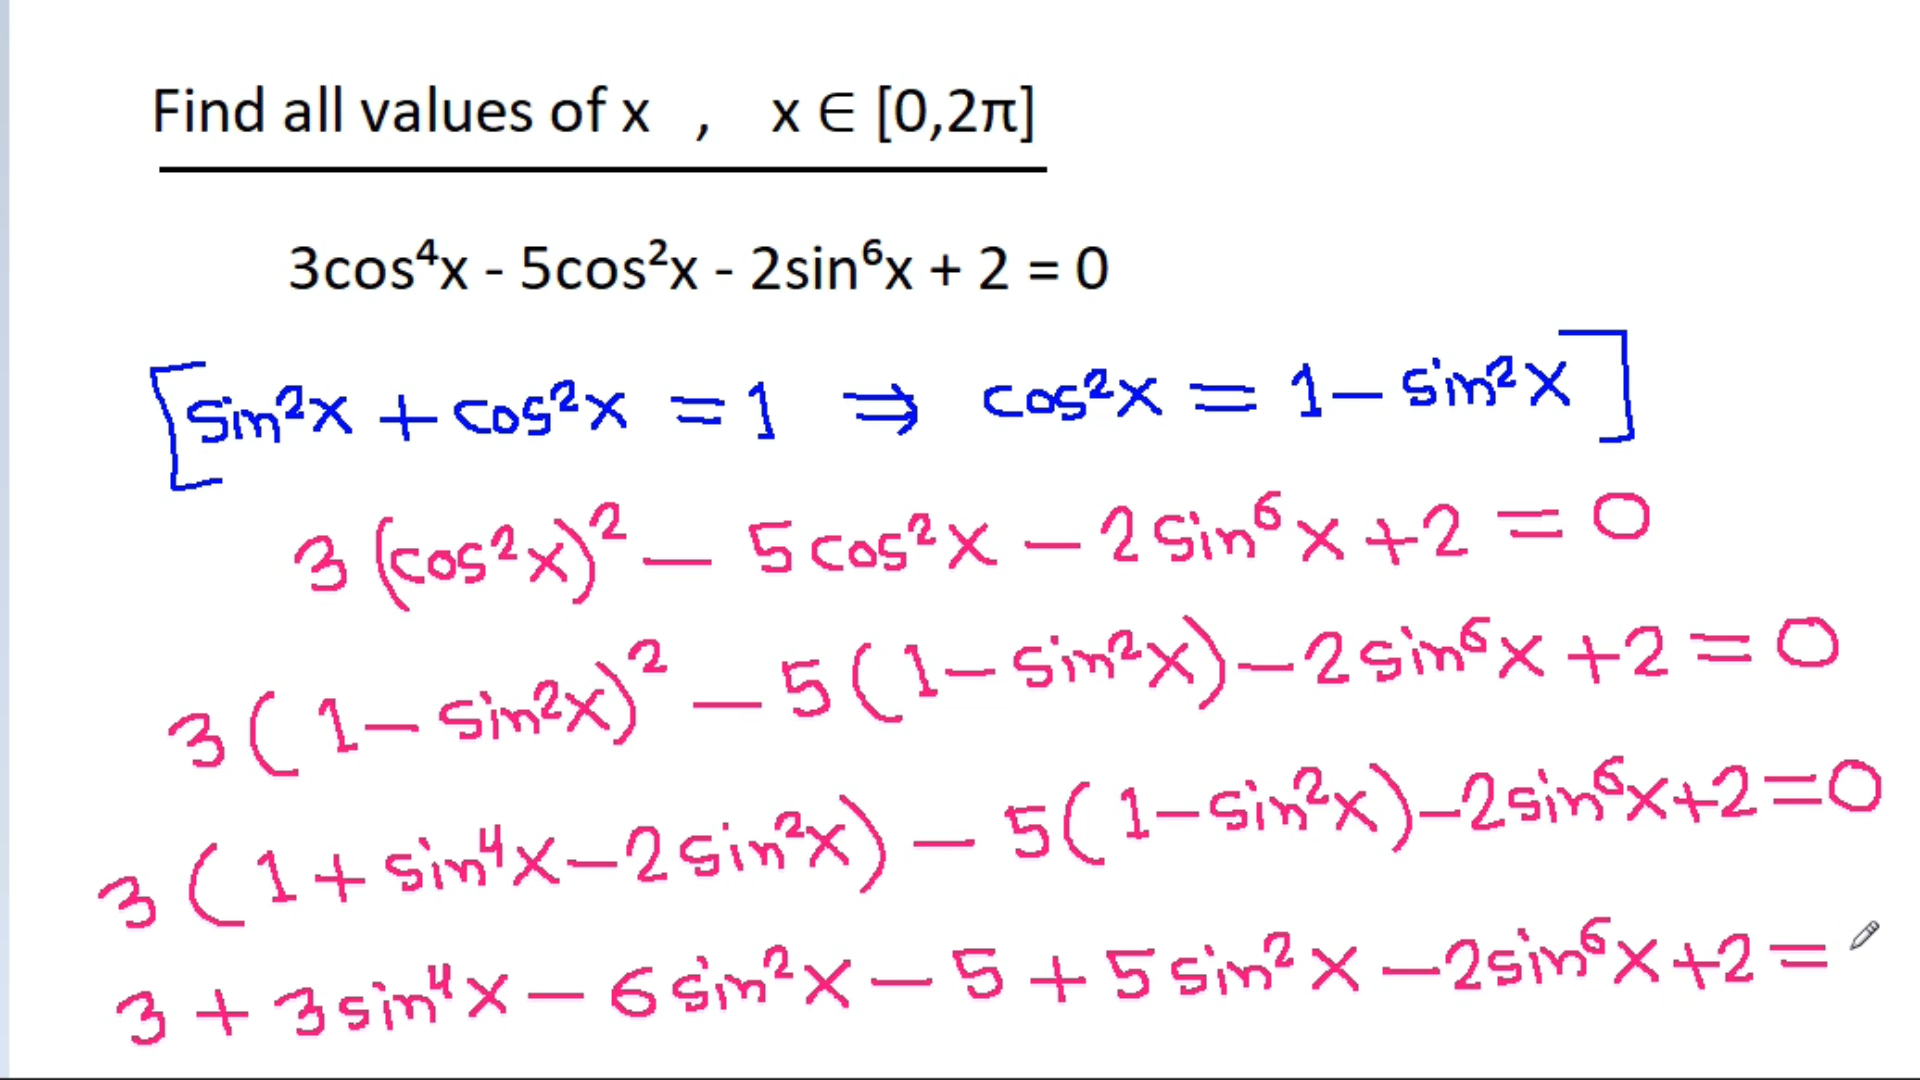 Find all values of x , x ∈ [0,2π]
3cos⁴x - 5cos²x - 2sin⁶x + 2 = 0
[sin²x + cos²x = 1 ⇒ cos²x = 1 − sin²x]
3(cos²x)² − 5cos²x − 2sin⁶x + 2 = 0
3(1 − sin²x)² − 5(1 − sin²x) − 2sin⁶x + 2 = 0
3(1 + sin⁴x − 2sin²x) − 5(1 − sin²x) − 2sin⁶x + 2 = 0
3 + 3sin⁴x − 6sin²x − 5 + 5sin²x − 2sin⁶x + 2 =